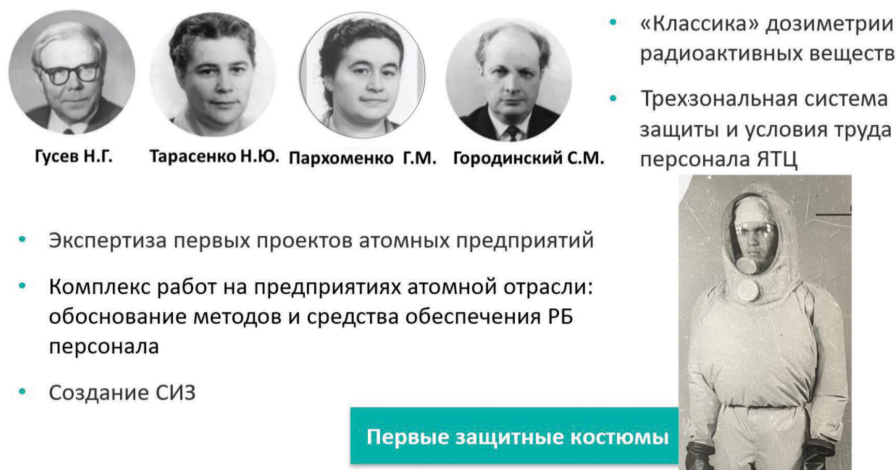 Гусев Н.Г.
Тарасенко Н.Ю.
Пархоменко Г.М.
Городинский С.М.
• «Классика» дозиметрии
радиоактивных веществ
• Трехзональная система
защиты и условия труда
персонала ЯТЦ
• Экспертиза первых проектов атомных предприятий
• Комплекс работ на предприятиях атомной отрасли:
обоснование методов и средства обеспечения РБ
персонала
• Создание СИЗ
Первые защитные костюмы